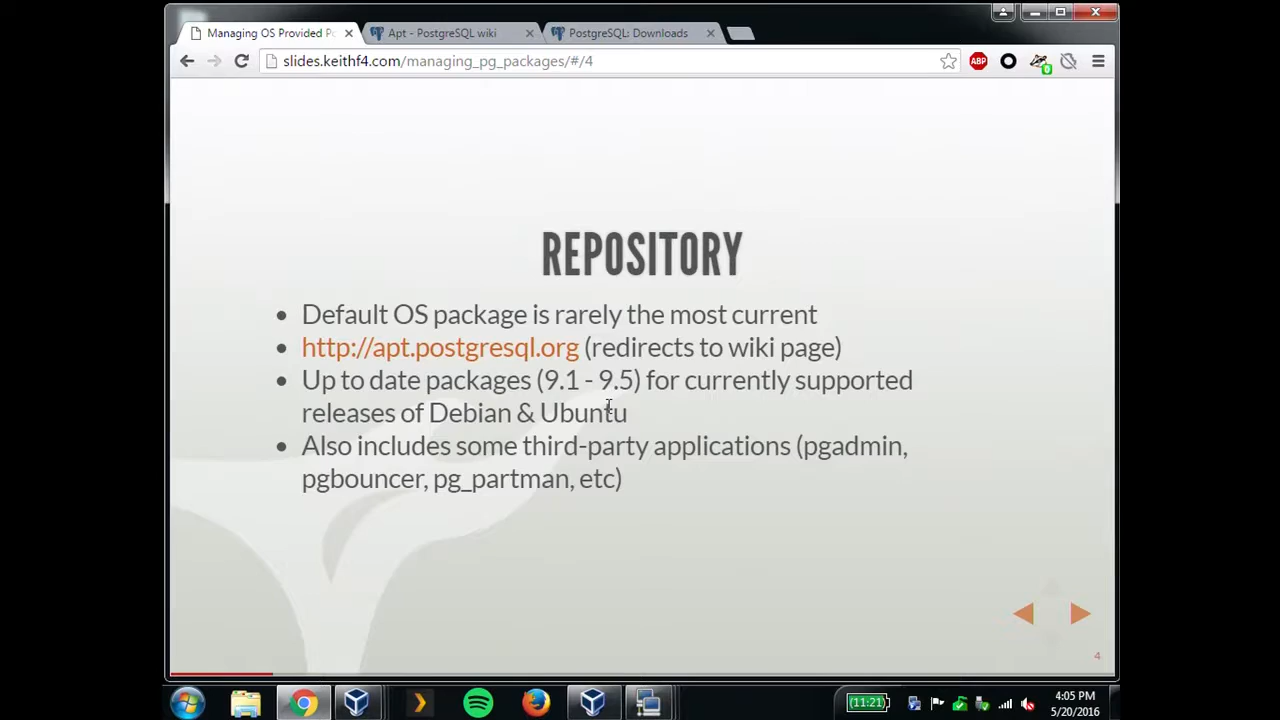 Managing OS Provided P
Apt - PostgreSQL wiki
PostgreSQL: Downloads
slides.keithf4.com/managing_pg_packages/#/4
ABP
REPOSITORY
Default OS package is rarely the most current
http://apt.postgresql.org (redirects to wiki page)
Up to date packages (9.1 - 9.5) for currently supported
releases of Debian & Ubuntu
Also includes some third-party applications (pgadmin,
pgbouncer, pg_partman, etc)
4
(11:21)
4:05 PM
5/20/2016